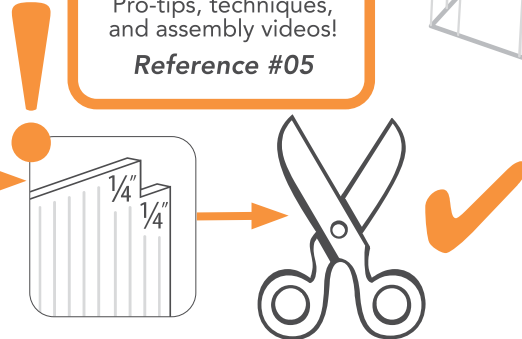 Pro-tips, techniques,
and assembly videos!
Reference #05
¼"
¼"